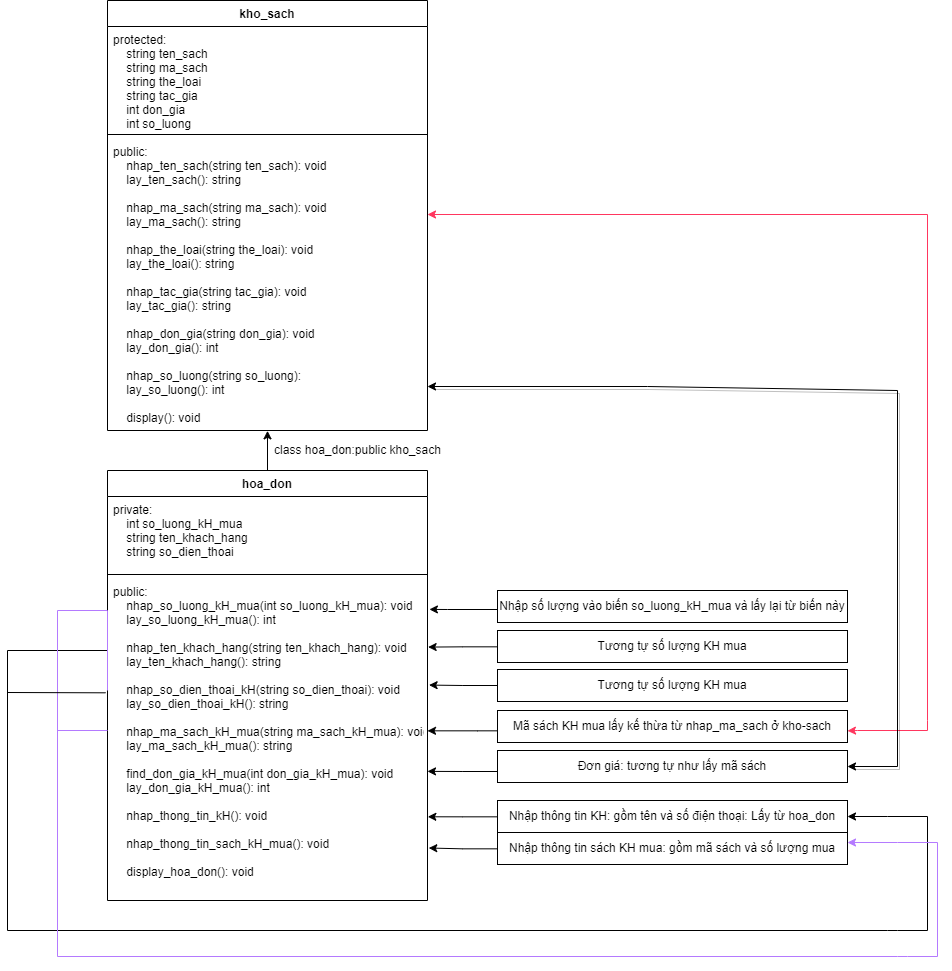 kho_sach
protected:
string ten_sach
string ma_sach
string the_loai
string tac_gia
int don_gia
int so_luong
public:
nhap_ten_sach(string ten_sach): void
lay_ten_sach(): string
nhap_ma_sach(string ma_sach): void
lay_ma_sach(): string
nhap_the_loai(string the_loai): void
lay_the_loai(): string
nhap_tac_gia(string tac_gia): void
lay_tac_gia(): string
nhap_don_gia(string don_gia): void
lay_don_gia(): int
nhap_so_luong(string so_luong):
lay_so_luong(): int
display(): void
class hoa_don:public kho_sach
hoa_don
private:
int so_luong_kH_mua
string ten_khach_hang
string so_dien_thoai
public:
nhap_so_luong_kH_mua(int so_luong_kH_mua): void
lay_so_luong_kH_mua(): int
nhap_ten_khach_hang(string ten_khach_hang): void
lay_ten_khach_hang(): string
nhap_so_dien_thoai_kH(string so_dien_thoai): void
lay_so_dien_thoai_kH(): string
nhap_ma_sach_kH_mua(string ma_sach_kH_mua): voi
lay_ma_sach_kH_mua(): string
find_don_gia_kH_mua(int don_gia_kH_mua): void
lay_don_gia_kH_mua(): int
nhap_thong_tin_kH(): void
nhap_thong_tin_sach_kH_mua(): void
display_hoa_don(): void
Nhập số lượng vào biến so_luong_kH_mua và lấy lại từ biến này
Tương tự số lượng KH mua
Tương tự số lượng KH mua
Mã sách KH mua lấy kế thừa từ nhap_ma_sach ở kho-sach
Đơn giá: tương tự như lấy mã sách
Nhập thông tin KH: gồm tên và số điện thoại: Lấy từ hoa_don
Nhập thông tin sách KH mua: gồm mã sách và số lượng mua